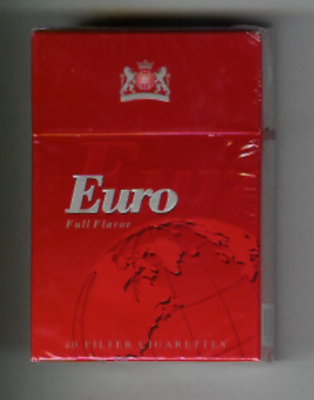 Euro
Full Flavor
20 FILTER CIGARETTES